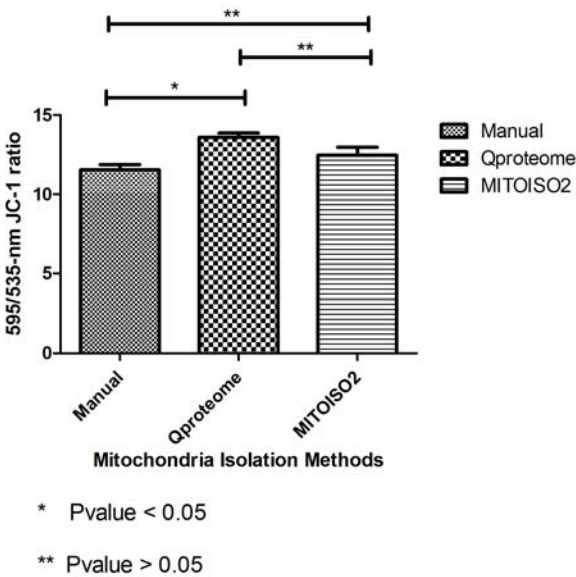 **
**
*
15
10
5
0
595/535-nm JC-1 ratio
Manual
Qproteome
MITOISO2
Manual
Qproteome
MITOISO2
Mitochondria Isolation Methods
* Pvalue < 0.05
** Pvalue > 0.05